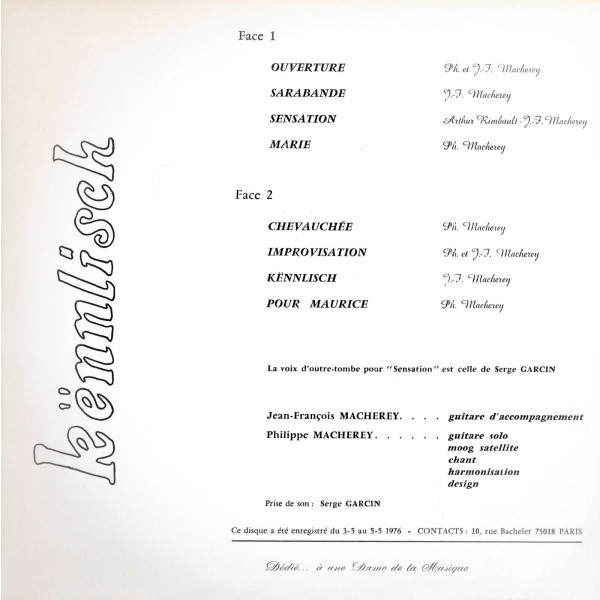 kënnlisch
Face 1
OUVERTURE Ph. et J.-F. Macherey
SARABANDE J.-F. Macherey
SENSATION Arthur Rimbault-J.-F. Macherey
MARIE Ph. Macherey
Face 2
CHEVAUCHÉE Ph. Macherey
IMPROVISATION Ph. et J.-F. Macherey
KËNNLISCH J.-F. Macherey
POUR MAURICE Ph. Macherey
La voix d'outre-tombe pour "Sensation" est celle de Serge GARCIN
Jean-François MACHEREY. . . . guitare d'accompagnement
Philippe MACHEREY. . . . . . guitare solo
moog satellite
chant
harmonisation
design
Prise de son : Serge GARCIN
Ce disque a été enregistré du 3-5 au 5-5 1976 - CONTACTS : 10, rue Bachelet 75018 PARIS
Dédié... à une Dame de la Musique